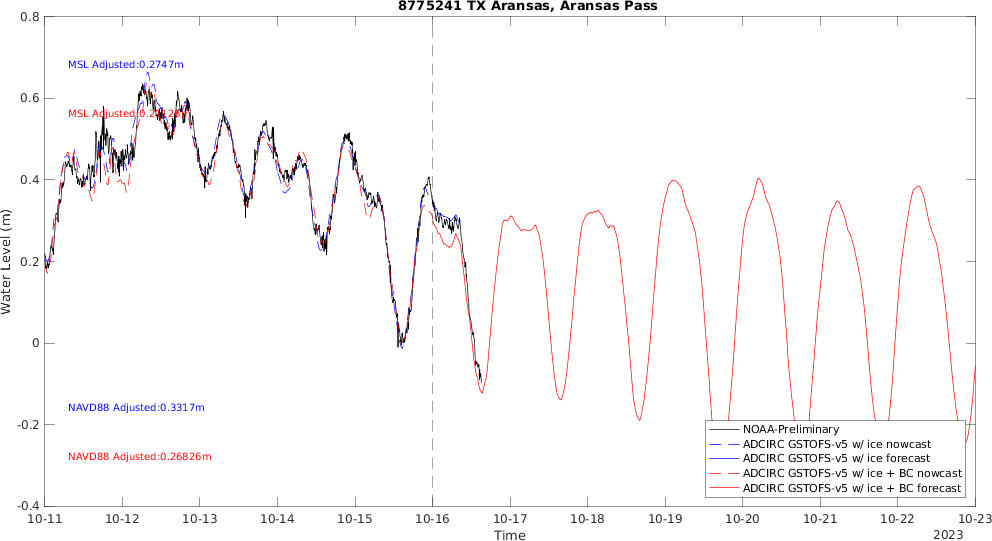 8775241 TX Aransas, Aransas Pass
0.8
0.6
0.4
0.2
0
-0.2
-0.4
Water Level (m)
MSL Adjusted:0.2747m
MSL Adjusted:
NAVD88 Adjusted:0.3317m
NAVD88 Adjusted:0.26826m
NOAA-Preliminary
ADCIRC GSTOFS-v5 w/ ice nowcast
ADCIRC GSTOFS-v5 w/ ice forecast
ADCIRC GSTOFS-v5 w/ ice + BC nowcast
ADCIRC GSTOFS-v5 w/ ice + BC forecast
10-11 10-12 10-13 10-14 10-15 10-16 10-17 10-18 10-19 10-20 10-21 10-22 10-23
Time
2023